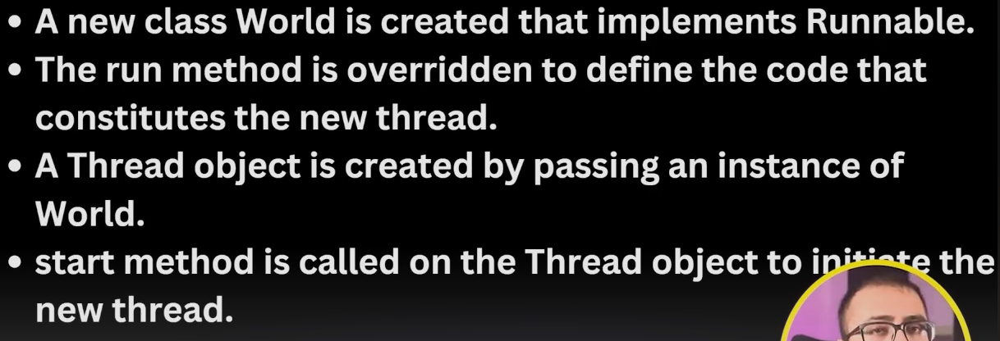 • A new class World is created that implements Runnable.
• The run method is overridden to define the code that
constitutes the new thread.
• A Thread object is created by passing an instance of
World.
• start method is called on the Thread object to initiate the
new thread.